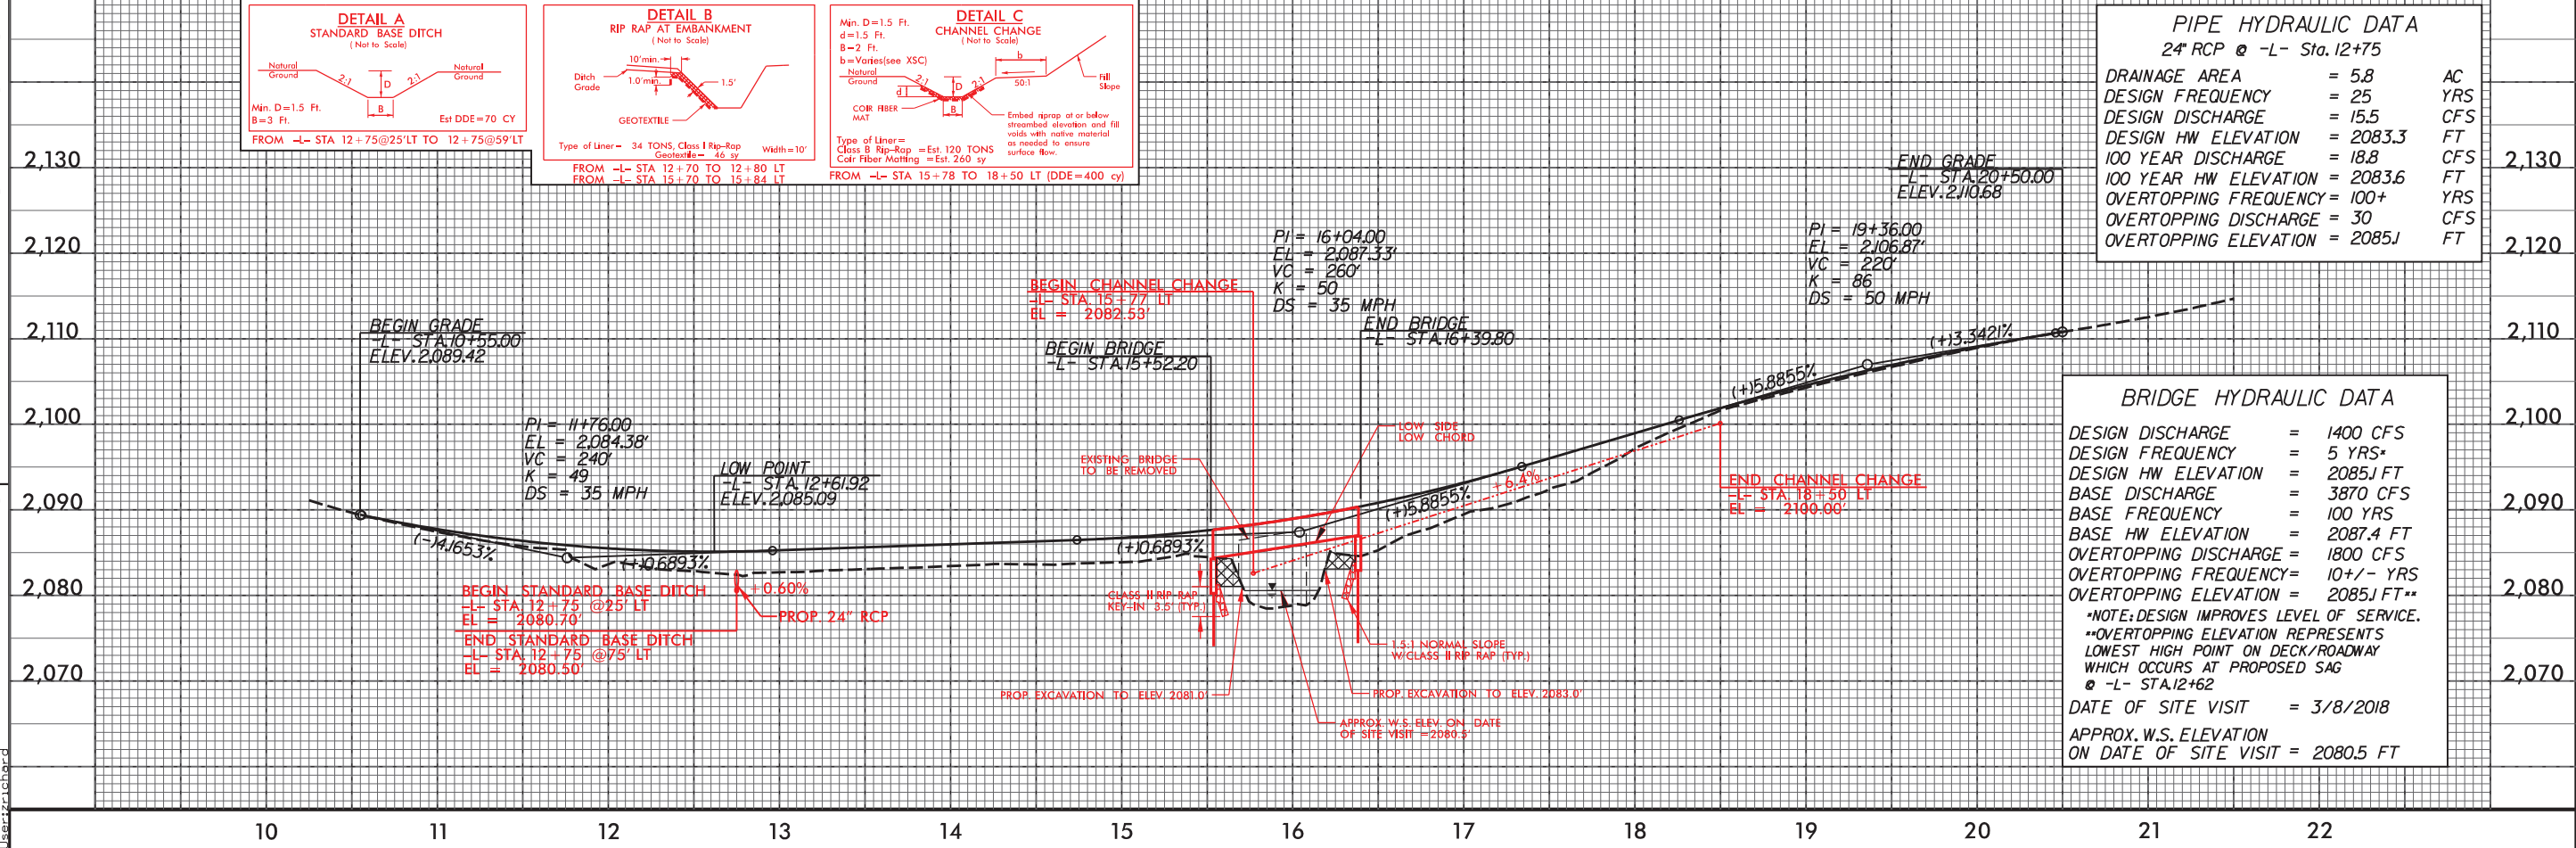 DETAIL A
STANDARD BASE DITCH
( Not to Scale)
Natural
Ground
2:1
D
2:1
Natural
Ground
Min. D=1.5 Ft.
B=3 Ft.
B
Est DDE=70 CY
FROM -L- STA 12+75@25'LT TO 12+75@59'LT
DETAIL B
RIP RAP AT EMBANKMENT
( Not to Scale)
10'min.
Ditch
Grade
1.0'min.
1.5'
GEOTEXTILE
Type of Liner= 34 TONS, Class I Rip-Rap
Geotextile= 46 sy
Width=10'
FROM -L- STA 12+70 TO 12+80 LT
FROM -L- STA 15+70 TO 15+84 LT
DETAIL C
CHANNEL CHANGE
( Not to Scale)
Min. D=1.5 Ft.
d=1.5 Ft.
B=2 Ft.
b=Varies(see XSC)
Natural
Ground
2:1
D
2:1
b
50:1
Fill
Slope
d
B
COIR FIBER
MAT
Embed riprap at or below
streambed elevation and fill
voids with native material
as needed to ensure
surface flow.
Type of Liner=
Class B Rip-Rap =Est. 120 TONS
Coir Fiber Matting =Est. 260 sy
FROM -L- STA 15+78 TO 18+50 LT (DDE=400 cy)
PIPE HYDRAULIC DATA
24" RCP @ -L- Sta. 12+75
DRAINAGE AREA = 5.8 AC
DESIGN FREQUENCY = 25 YRS
DESIGN DISCHARGE = 15.5 CFS
DESIGN HW ELEVATION = 2083.3 FT
100 YEAR DISCHARGE = 18.8 CFS
100 YEAR HW ELEVATION = 2083.6 FT
OVERTOPPING FREQUENCY = 100+ YRS
OVERTOPPING DISCHARGE = 30 CFS
OVERTOPPING ELEVATION = 2085.1 FT
2,130
2,120
2,110
2,100
2,090
2,080
2,070
2,130
2,120
2,110
2,100
2,090
2,080
2,070
BEGIN GRADE
-L- STA.10+55.00
ELEV.2,089.42
(-)4.1653%
PI = 11+76.00
EL = 2,084.38'
VC = 240'
K = 49
DS = 35 MPH
(+)0.6893%
LOW POINT
-L- STA.12+61.92
ELEV.2,085.09
BEGIN STANDARD BASE DITCH
-L- STA. 12+75 @25' LT
EL = 2080.70'
END STANDARD BASE DITCH
-L- STA. 12+75 @75' LT
EL = 2080.50'
+0.60%
PROP. 24" RCP
BEGIN CHANNEL CHANGE
-L- STA. 15+77 LT
EL = 2082.53'
BEGIN BRIDGE
-L- STA.15+52.20
PI = 16+04.00
EL = 2,087.33'
VC = 260'
K = 50
DS = 35 MPH
END BRIDGE
-L- STA.16+39.80
EXISTING BRIDGE
TO BE REMOVED
LOW SIDE
LOW CHORD
(+)0.6893%
(+)5.8855%
+6.4%
CLASS II RIP RAP
KEY-IN 3.5' (TYP.)
1.5:1 NORMAL SLOPE
W/CLASS II RIP RAP (TYP.)
PROP. EXCAVATION TO ELEV. 2081.0'
PROP. EXCAVATION TO ELEV. 2083.0'
APPROX. W.S. ELEV. ON DATE
OF SITE VISIT =2080.5'
END CHANNEL CHANGE
-L- STA. 18+50 LT
EL = 2100.00'
(+)5.8855%
PI = 19+36.00
EL = 2,106.87'
VC = 220'
K = 86
DS = 50 MPH
(+)3.3421%
END GRADE
-L- STA.20+50.00
ELEV.2,110.68
BRIDGE HYDRAULIC DATA
DESIGN DISCHARGE = 1400 CFS
DESIGN FREQUENCY = 5 YRS*
DESIGN HW ELEVATION = 2085.1 FT
BASE DISCHARGE = 3870 CFS
BASE FREQUENCY = 100 YRS
BASE HW ELEVATION = 2087.4 FT
OVERTOPPING DISCHARGE = 1800 CFS
OVERTOPPING FREQUENCY= 10+/- YRS
OVERTOPPING ELEVATION = 2085.1 FT**
*NOTE: DESIGN IMPROVES LEVEL OF SERVICE.
**OVERTOPPING ELEVATION REPRESENTS
LOWEST HIGH POINT ON DECK/ROADWAY
WHICH OCCURS AT PROPOSED SAG
@ -L- STA.12+62
DATE OF SITE VISIT = 3/8/2018
APPROX. W.S. ELEVATION
ON DATE OF SITE VISIT = 2080.5 FT
10 11 12 13 14 15 16 17 18 19 20 21 22
User:zrichard